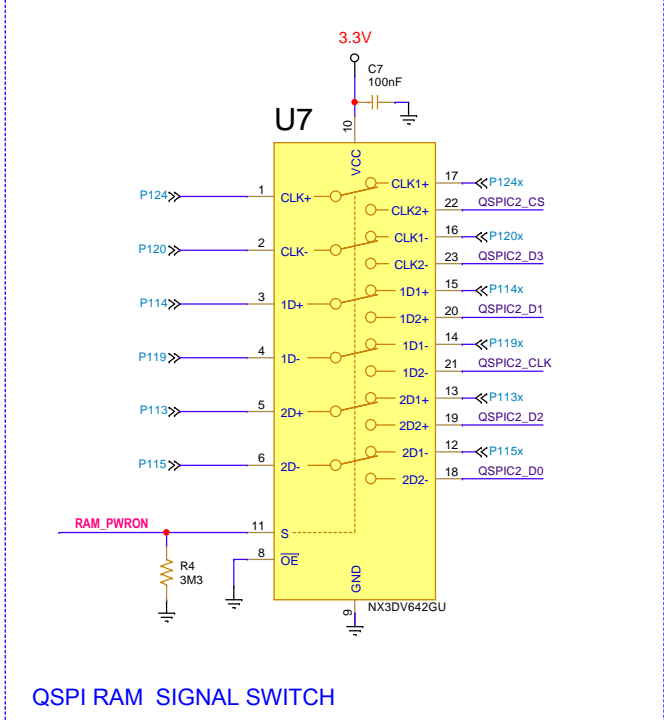 3.3V
C7
100nF
U7
10
VCC
P124
1
CLK+
CLK1+
17
P124x
CLK2+
22
QSPIC2_CS
P120
2
CLK-
CLK1-
16
P120x
CLK2-
23
QSPIC2_D3
P114
3
1D+
1D1+
15
P114x
1D2+
20
QSPIC2_D1
P119
4
1D-
1D1-
14
P119x
1D2-
21
QSPIC2_CLK
P113
5
2D+
2D1+
13
P113x
2D2+
19
QSPIC2_D2
P115
6
2D-
2D1-
12
P115x
2D2-
18
QSPIC2_D0
RAM_PWRON
11
S
8
OE
R4
3M3
GND
9
NX3DV642GU
QSPI RAM SIGNAL SWITCH